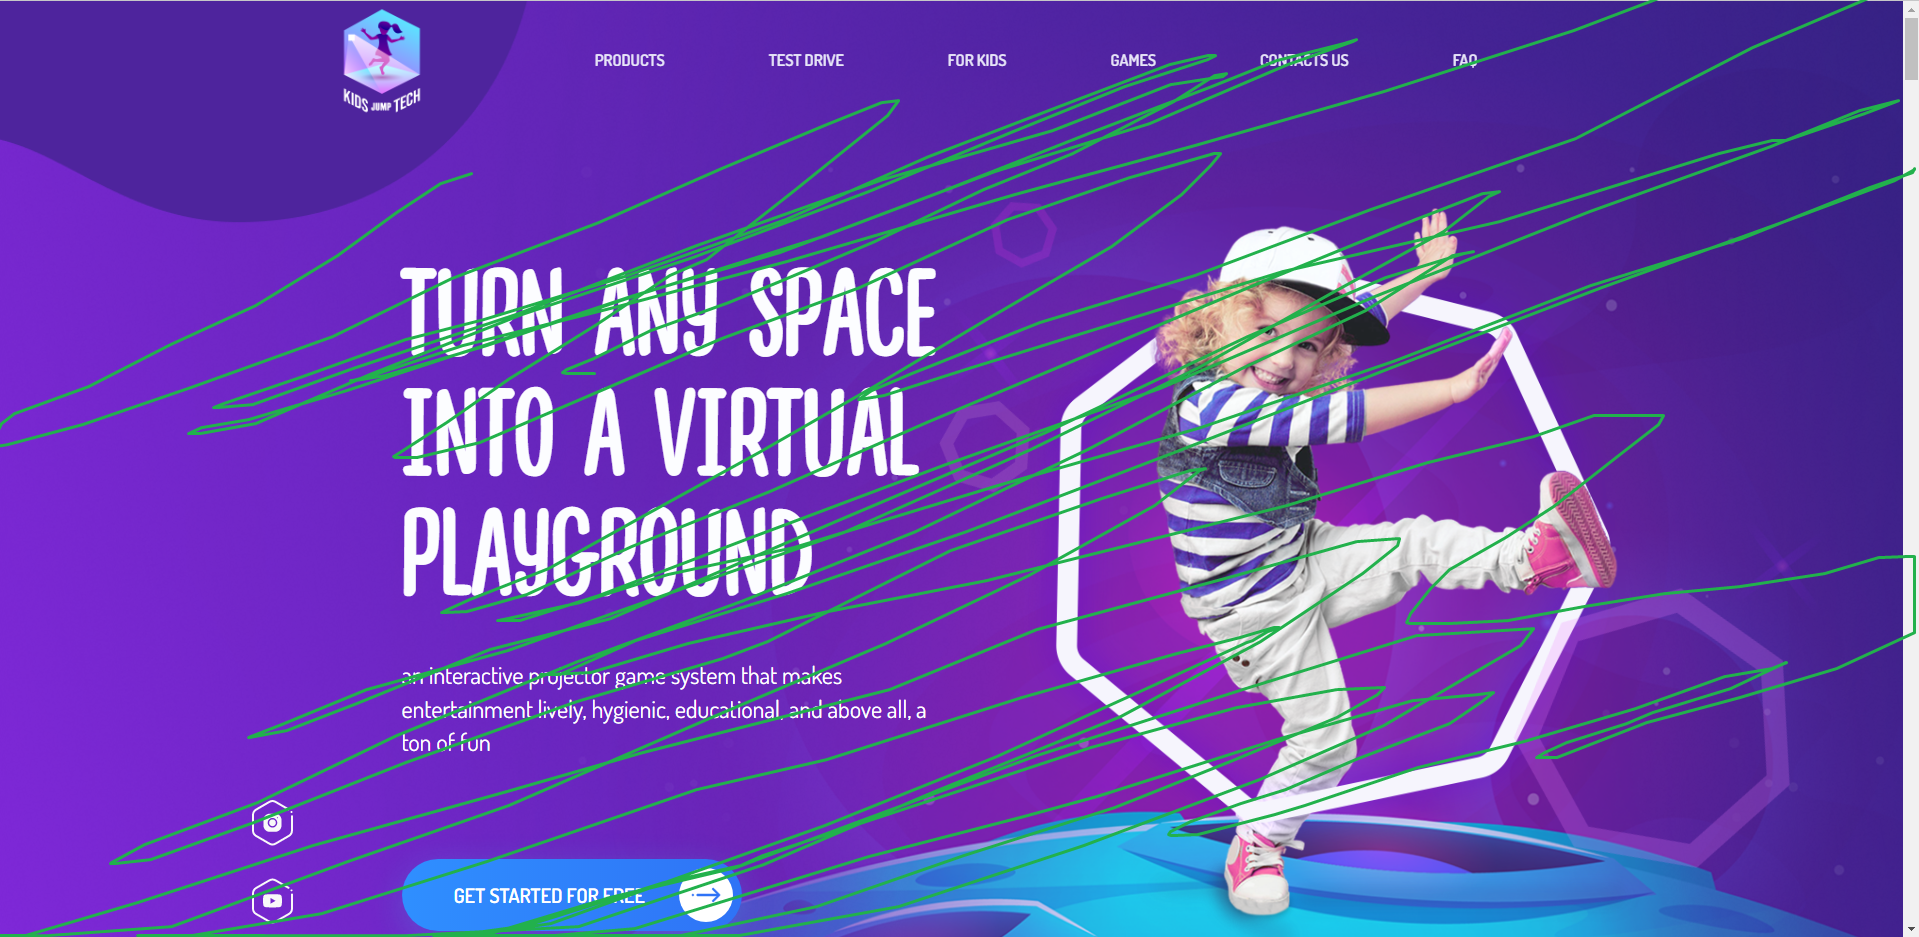 KIDS JUMP TECH
PRODUCTS
TEST DRIVE
FOR KIDS
GAMES
CONTACTS US
FAQ
TURN ANY SPACE
INTO A VIRTUAL
PLAYGROUND
an interactive projector game system that makes
entertainment lively, hygienic, educational, and above all, a
ton of fun
GET STARTED FOR FREE